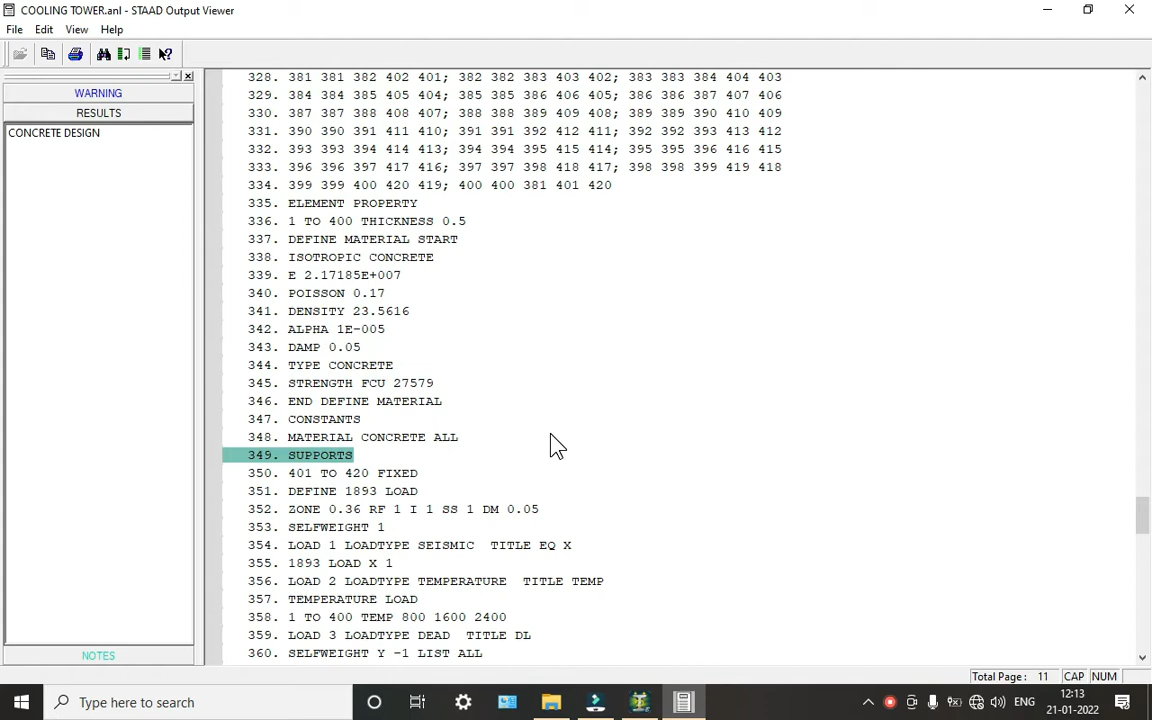 COOLING TOWER.anl - STAAD Output Viewer
File Edit View Help
WARNING
RESULTS
CONCRETE DESIGN
NOTES
328. 381 381 382 402 401; 382 382 383 403 402; 383 383 384 404 403
329. 384 384 385 405 404; 385 385 386 406 405; 386 386 387 407 406
330. 387 387 388 408 407; 388 388 389 409 408; 389 389 390 410 409
331. 390 390 391 411 410; 391 391 392 412 411; 392 392 393 413 412
332. 393 393 394 414 413; 394 394 395 415 414; 395 395 396 416 415
333. 396 396 397 417 416; 397 397 398 418 417; 398 398 399 419 418
334. 399 399 400 420 419; 400 400 381 401 420
335. ELEMENT PROPERTY
336. 1 TO 400 THICKNESS 0.5
337. DEFINE MATERIAL START
338. ISOTROPIC CONCRETE
339. E 2.17185E+007
340. POISSON 0.17
341. DENSITY 23.5616
342. ALPHA 1E-005
343. DAMP 0.05
344. TYPE CONCRETE
345. STRENGTH FCU 27579
346. END DEFINE MATERIAL
347. CONSTANTS
348. MATERIAL CONCRETE ALL
349. SUPPORTS
350. 401 TO 420 FIXED
351. DEFINE 1893 LOAD
352. ZONE 0.36 RF 1 I 1 SS 1 DM 0.05
353. SELFWEIGHT 1
354. LOAD 1 LOADTYPE SEISMIC TITLE EQ X
355. 1893 LOAD X 1
356. LOAD 2 LOADTYPE TEMPERATURE TITLE TEMP
357. TEMPERATURE LOAD
358. 1 TO 400 TEMP 800 1600 2400
359. LOAD 3 LOADTYPE DEAD TITLE DL
360. SELFWEIGHT Y -1 LIST ALL
Total Page: 11 CAP NUM
Type here to search
ENG
12:13
21-01-2022